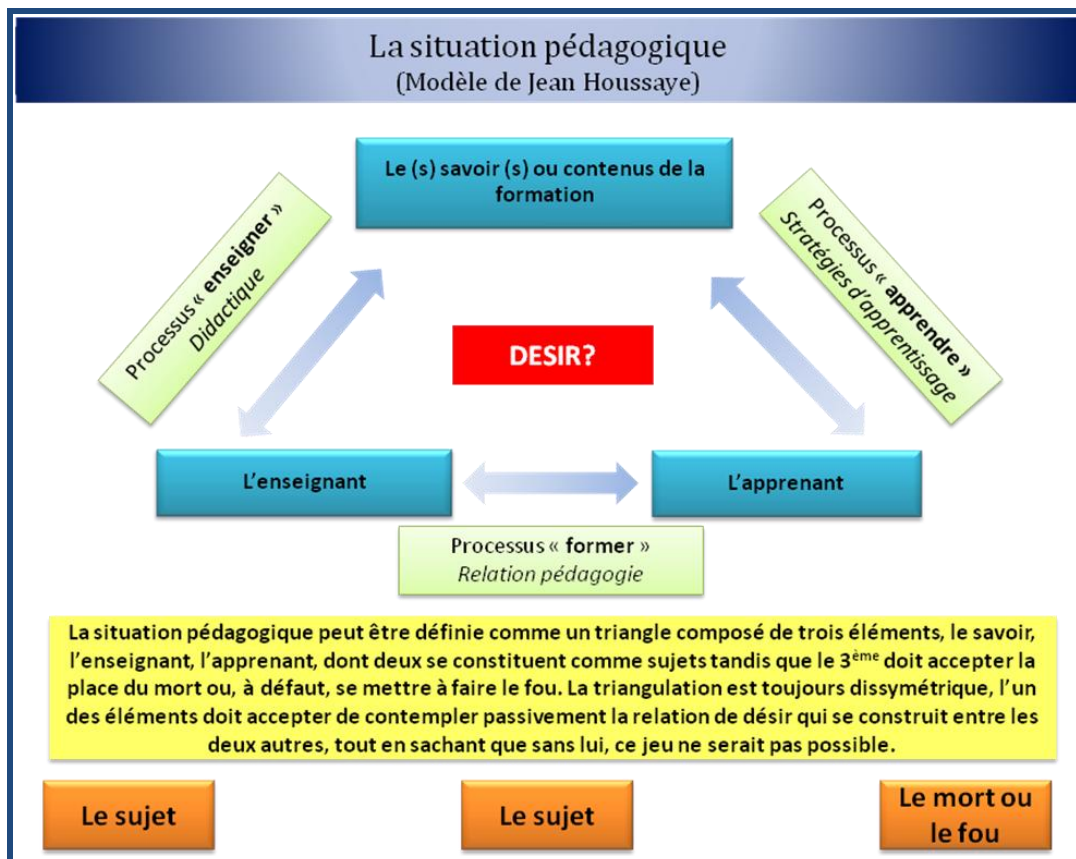 La situation pédagogique
(Modèle de Jean Houssaye)
Le (s) savoir (s) ou contenus de la
formation
Processus « enseigner »
Didactique
Processus « apprendre »
Stratégies d'apprentissage
DESIR?
L'enseignant
L'apprenant
Processus « former »
Relation pédagogie
La situation pédagogique peut être définie comme un triangle composé de trois éléments, le savoir,
l'enseignant, l'apprenant, dont deux se constituent comme sujets tandis que le 3ème doit accepter la
place du mort ou, à défaut, se mettre à faire le fou. La triangulation est toujours dissymétrique, l'un
des éléments doit accepter de contempler passivement la relation de désir qui se construit entre les
deux autres, tout en sachant que sans lui, ce jeu ne serait pas possible.
Le sujet
Le sujet
Le mort ou
le fou